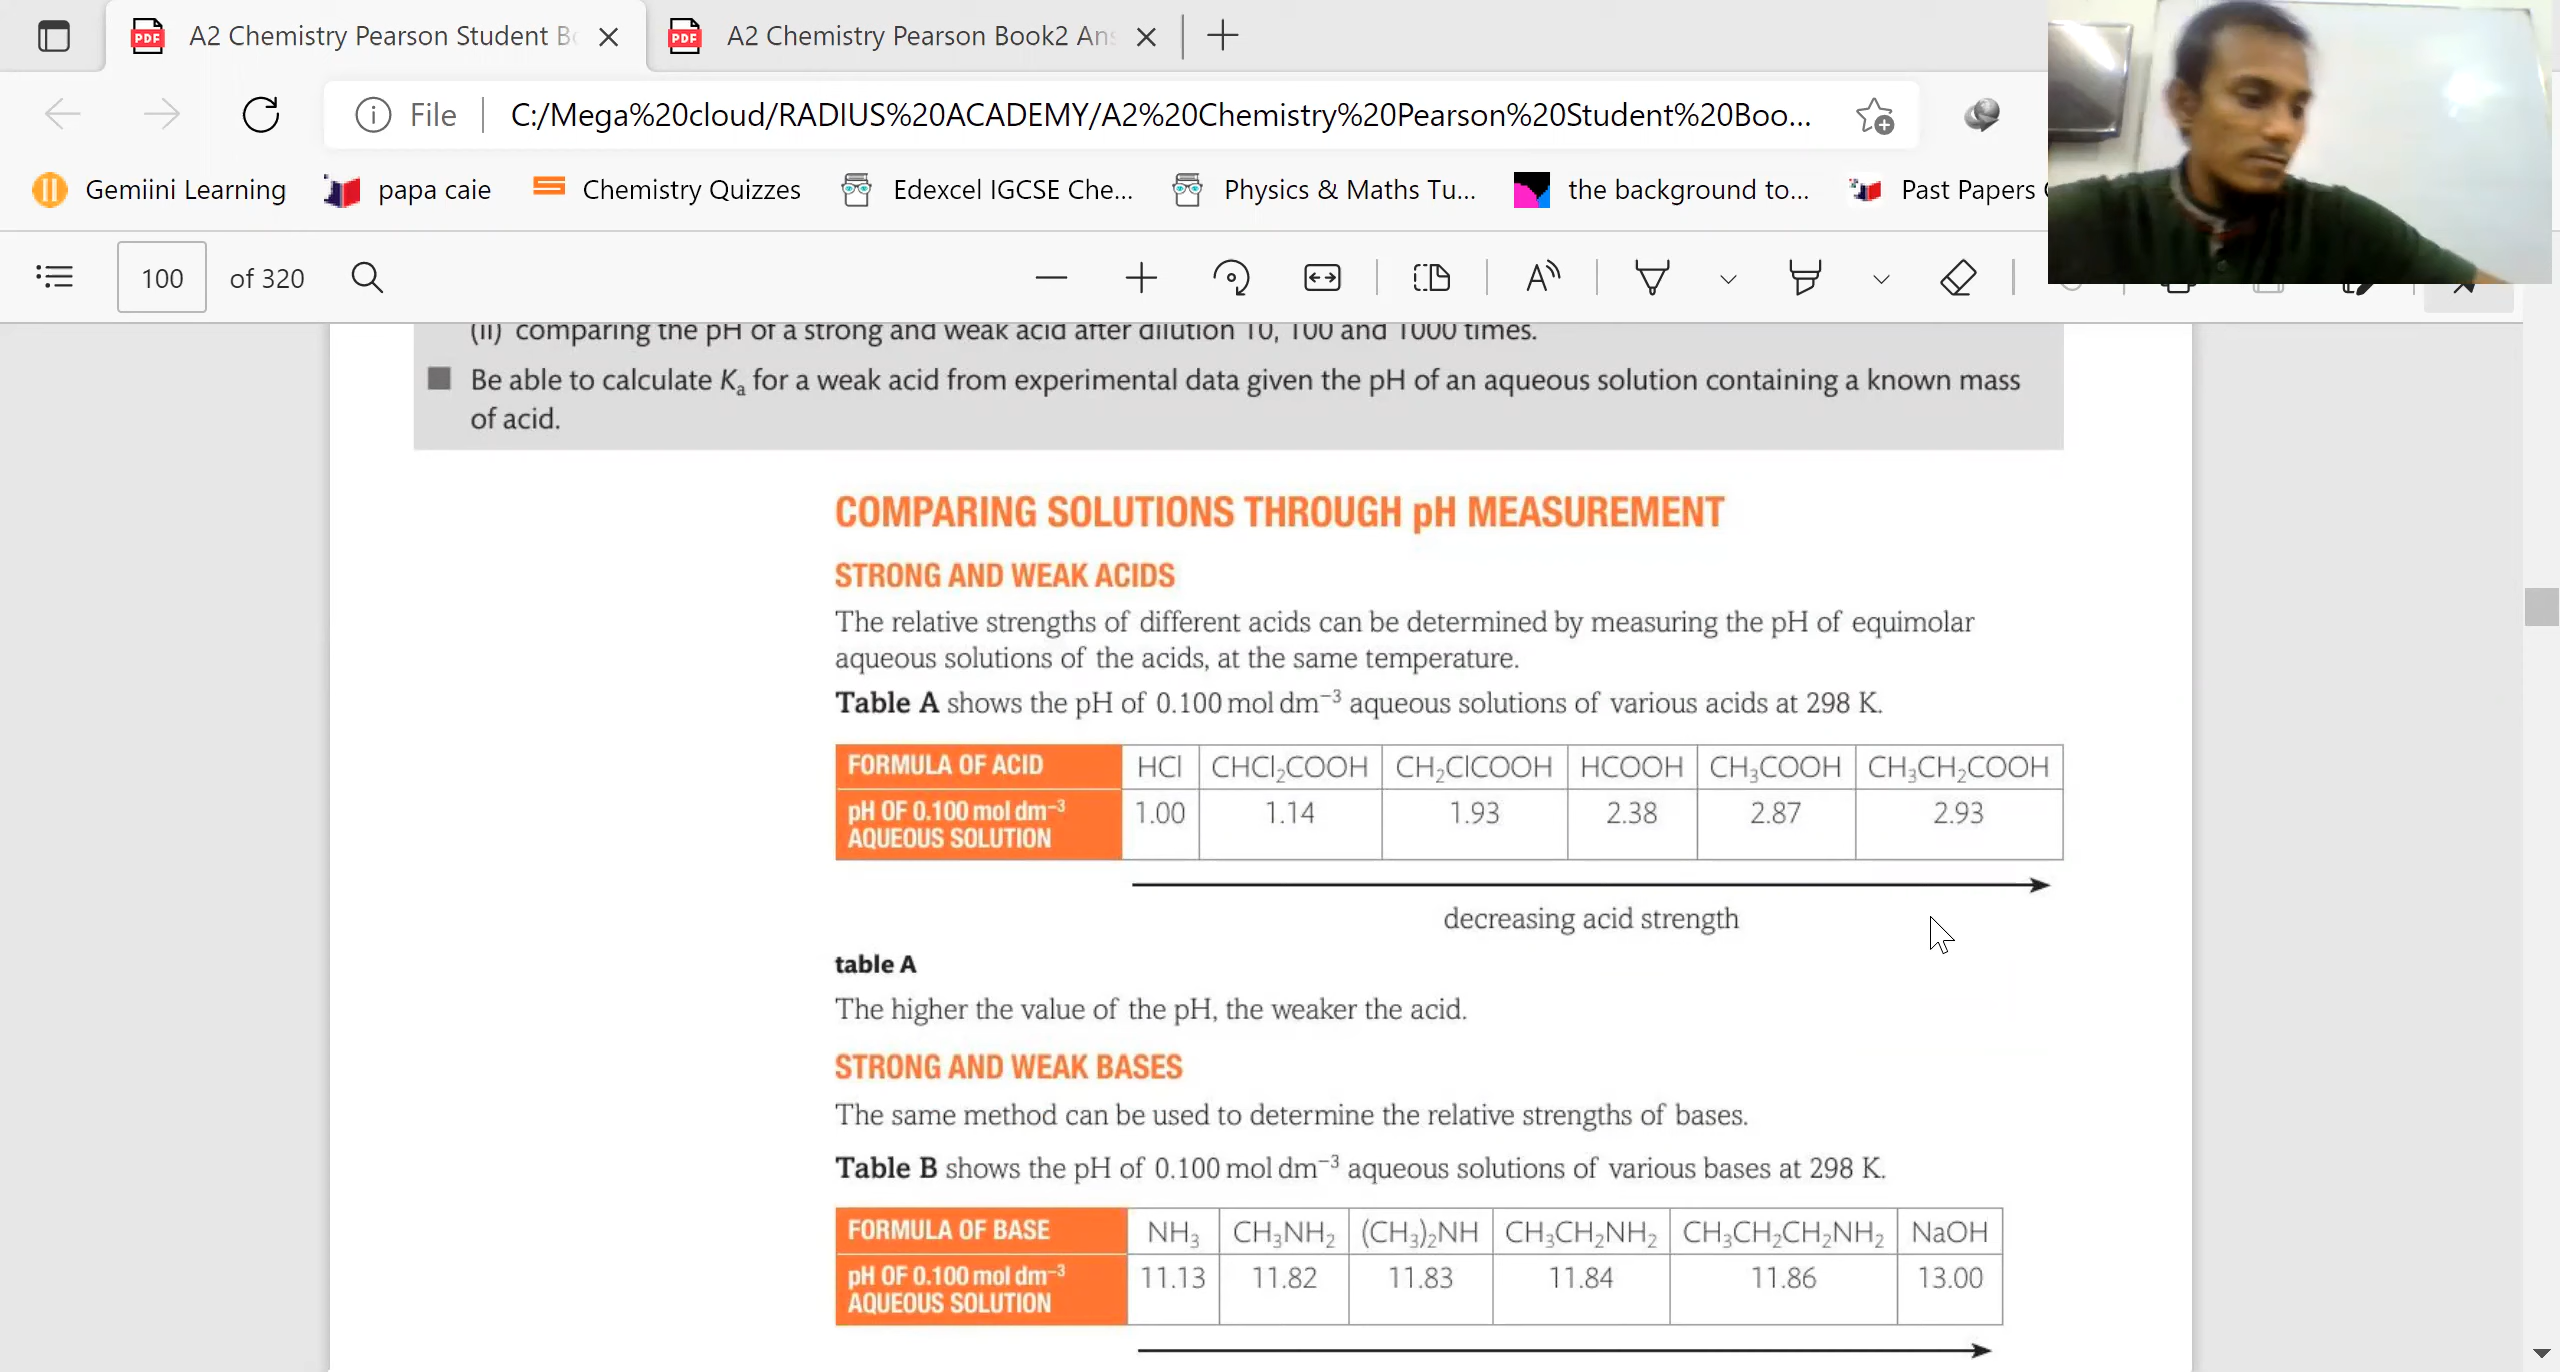 A2 Chemistry Pearson Student Bo
A2 Chemistry Pearson Book2 Ans
File
C:/Mega%20cloud/RADIUS%20ACADEMY/A2%20Chemistry%20Pearson%20Student%20Boo...
Gemiini Learning
papa caie
Chemistry Quizzes
Edexcel IGCSE Che...
Physics & Maths Tu...
the background to...
Past Papers
100 of 320
(ii) comparing the pH of a strong and weak acid after dilution 10, 100 and 1000 times.
■ Be able to calculate Kₐ for a weak acid from experimental data given the pH of an aqueous solution containing a known mass
of acid.
COMPARING SOLUTIONS THROUGH pH MEASUREMENT
STRONG AND WEAK ACIDS
The relative strengths of different acids can be determined by measuring the pH of equimolar
aqueous solutions of the acids, at the same temperature.
Table A shows the pH of 0.100 mol dm⁻³ aqueous solutions of various acids at 298 K.
FORMULA OF ACID HCl CHCl₂COOH CH₂ClCOOH HCOOH CH₃COOH CH₃CH₂COOH
pH OF 0.100 mol dm⁻³ 1.00 1.14 1.93 2.38 2.87 2.93
AQUEOUS SOLUTION
decreasing acid strength
table A
The higher the value of the pH, the weaker the acid.
STRONG AND WEAK BASES
The same method can be used to determine the relative strengths of bases.
Table B shows the pH of 0.100 mol dm⁻³ aqueous solutions of various bases at 298 K.
FORMULA OF BASE NH₃ CH₃NH₂ (CH₃)₂NH CH₃CH₂NH₂ CH₃CH₂CH₂NH₂ NaOH
pH OF 0.100 mol dm⁻³ 11.13 11.82 11.83 11.84 11.86 13.00
AQUEOUS SOLUTION